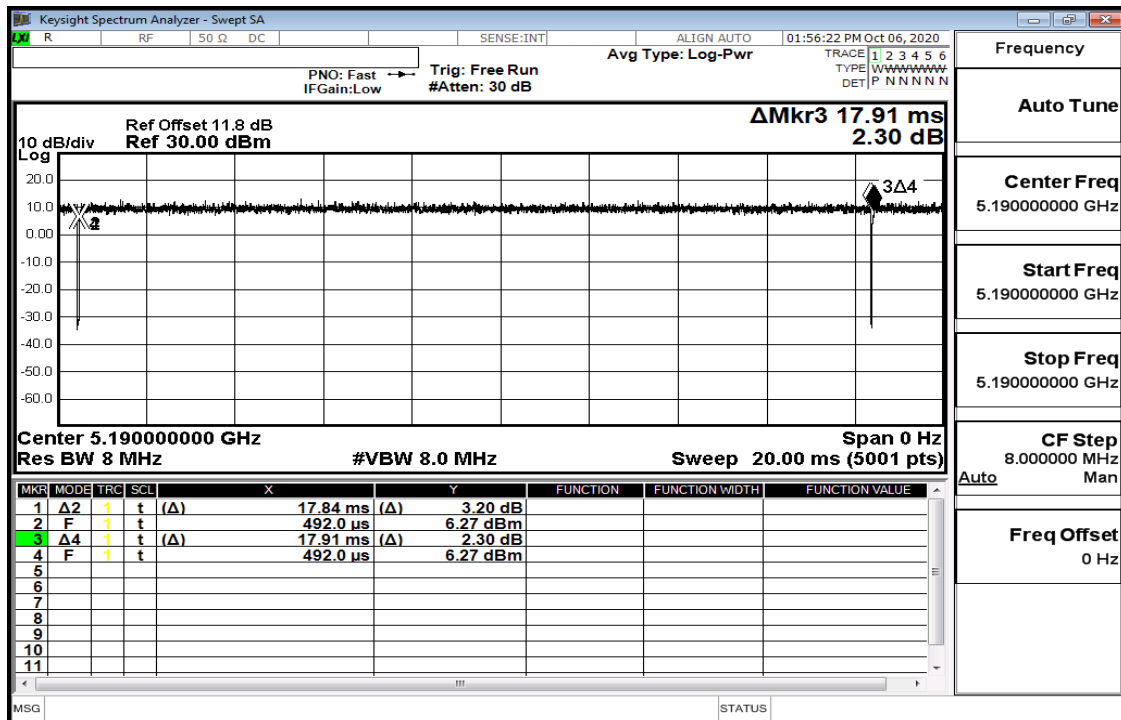 Keysight Spectrum Analyzer - Swept SA
LXI R RF 50 Ω DC SENSE:INT ALIGN AUTO 01:56:22 PM Oct 06, 2020
PNO: Fast IFGain:Low
Trig: Free Run
#Atten: 30 dB
Avg Type: Log-Pwr
TRACE 1 2 3 4 5 6
TYPE WWWWWW
DET P N N N N N
Ref Offset 11.8 dB
10 dB/div Ref 30.00 dBm
Log
ΔMkr3 17.91 ms
2.30 dB
20.0
10.0
0.00
-10.0
-20.0
-30.0
-40.0
-50.0
-60.0
3Δ4
Center 5.190000000 GHz Span 0 Hz
Res BW 8 MHz #VBW 8.0 MHz Sweep 20.00 ms (5001 pts)
MKR MODE TRC SCL X Y FUNCTION FUNCTION WIDTH FUNCTION VALUE
1 Δ2 1 t (Δ) 17.84 ms (Δ) 3.20 dB
2 F 1 t 492.0 µs 6.27 dBm
3 Δ4 1 t (Δ) 17.91 ms (Δ) 2.30 dB
4 F 1 t 492.0 µs 6.27 dBm
5
6
7
8
9
10
11
MSG STATUS
Frequency
Auto Tune
Center Freq
5.190000000 GHz
Start Freq
5.190000000 GHz
Stop Freq
5.190000000 GHz
CF Step
8.000000 MHz
Auto Man
Freq Offset
0 Hz